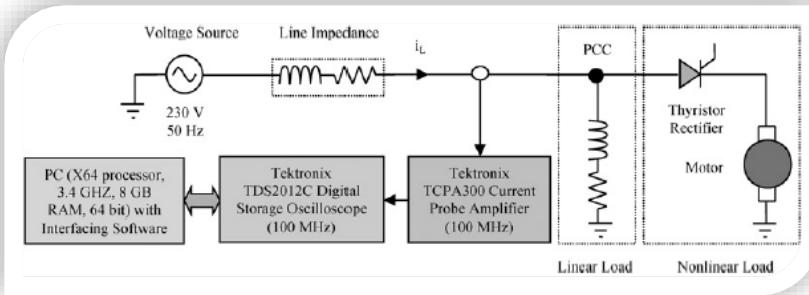 Voltage Source
Line Impedance
i_L
PCC
230 V
50 Hz
Thyristor
Rectifier
Motor
PC (X64 processor,
3.4 GHZ, 8 GB
RAM, 64 bit) with
Interfacing Software
Tektronix
TDS2012C Digital
Storage Oscilloscope
(100 MHz)
Tektronix
TCPA300 Current
Probe Amplifier
(100 MHz)
Linear Load
Nonlinear Load